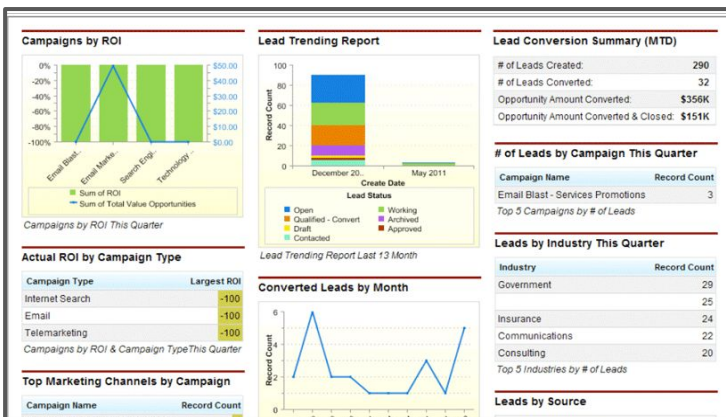 Campaigns by ROI
0%
-20%
-40%
-60%
-80%
-100%
$50.00
$40.00
$30.00
$20.00
$10.00
$0.00
Email Blast..
Email Marke..
Search Engi..
Technology ..
Sum of ROI
Sum of Total Value Opportunities
Campaigns by ROI This Quarter
Actual ROI by Campaign Type
Campaign Type Largest ROI
Internet Search -100
Email -100
Telemarketing -100
Campaigns by ROI & Campaign TypeThis Quarter
Top Marketing Channels by Campaign
Campaign Name Record Count
Lead Trending Report
Record Count
100
80
60
40
20
0
December 20.. May 2011
Create Date
Lead Status
Open Working
Qualified - Convert Archived
Draft Approved
Contacted
Lead Trending Report Last 13 Month
Converted Leads by Month
Record Count
6
4
2
0
Lead Conversion Summary (MTD)
# of Leads Created: 290
# of Leads Converted: 32
Opportunity Amount Converted: $356K
Opportunity Amount Converted & Closed: $151K
# of Leads by Campaign This Quarter
Campaign Name Record Count
Email Blast - Services Promotions 3
Top 5 Campaigns by # of Leads
Leads by Industry This Quarter
Industry Record Count
Government 29
25
Insurance 24
Communications 22
Consulting 20
Top 5 Industries by # of Leads
Leads by Source